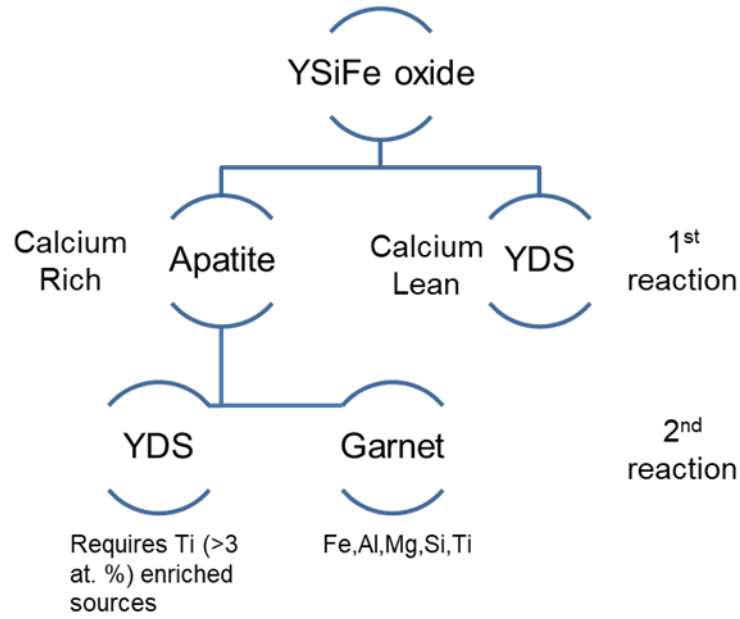 YSiFe oxide
Calcium
Rich
Apatite
Calcium
Lean
YDS
1st
reaction
YDS
Garnet
2nd
reaction
Requires Ti (>3
at. %) enriched
sources
Fe,Al,Mg,Si,Ti